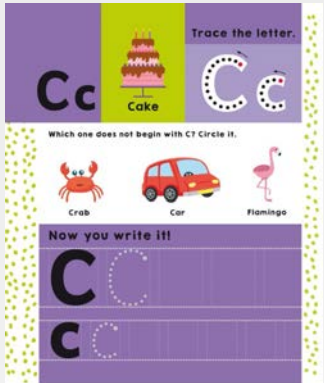 Cc
Cake
Trace the letter.
Cc
Which one does not begin with C? Circle it.
Crab
Car
Flamingo
Now you write it!
C C
c c